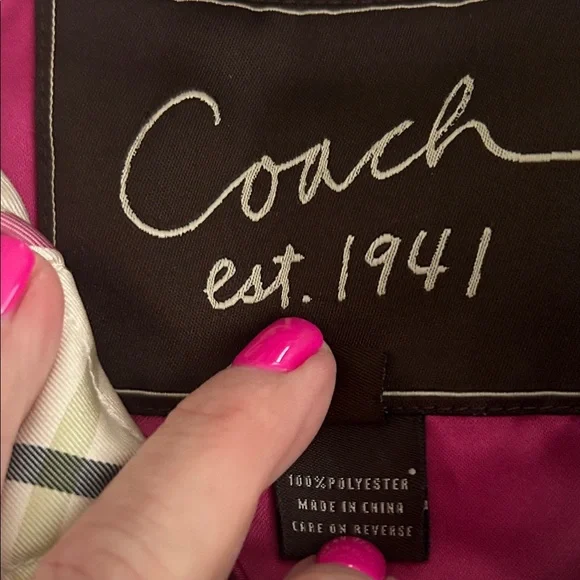 Coach
est. 1941
100% POLYESTER
MADE IN CHINA
CARE ON REVERSE